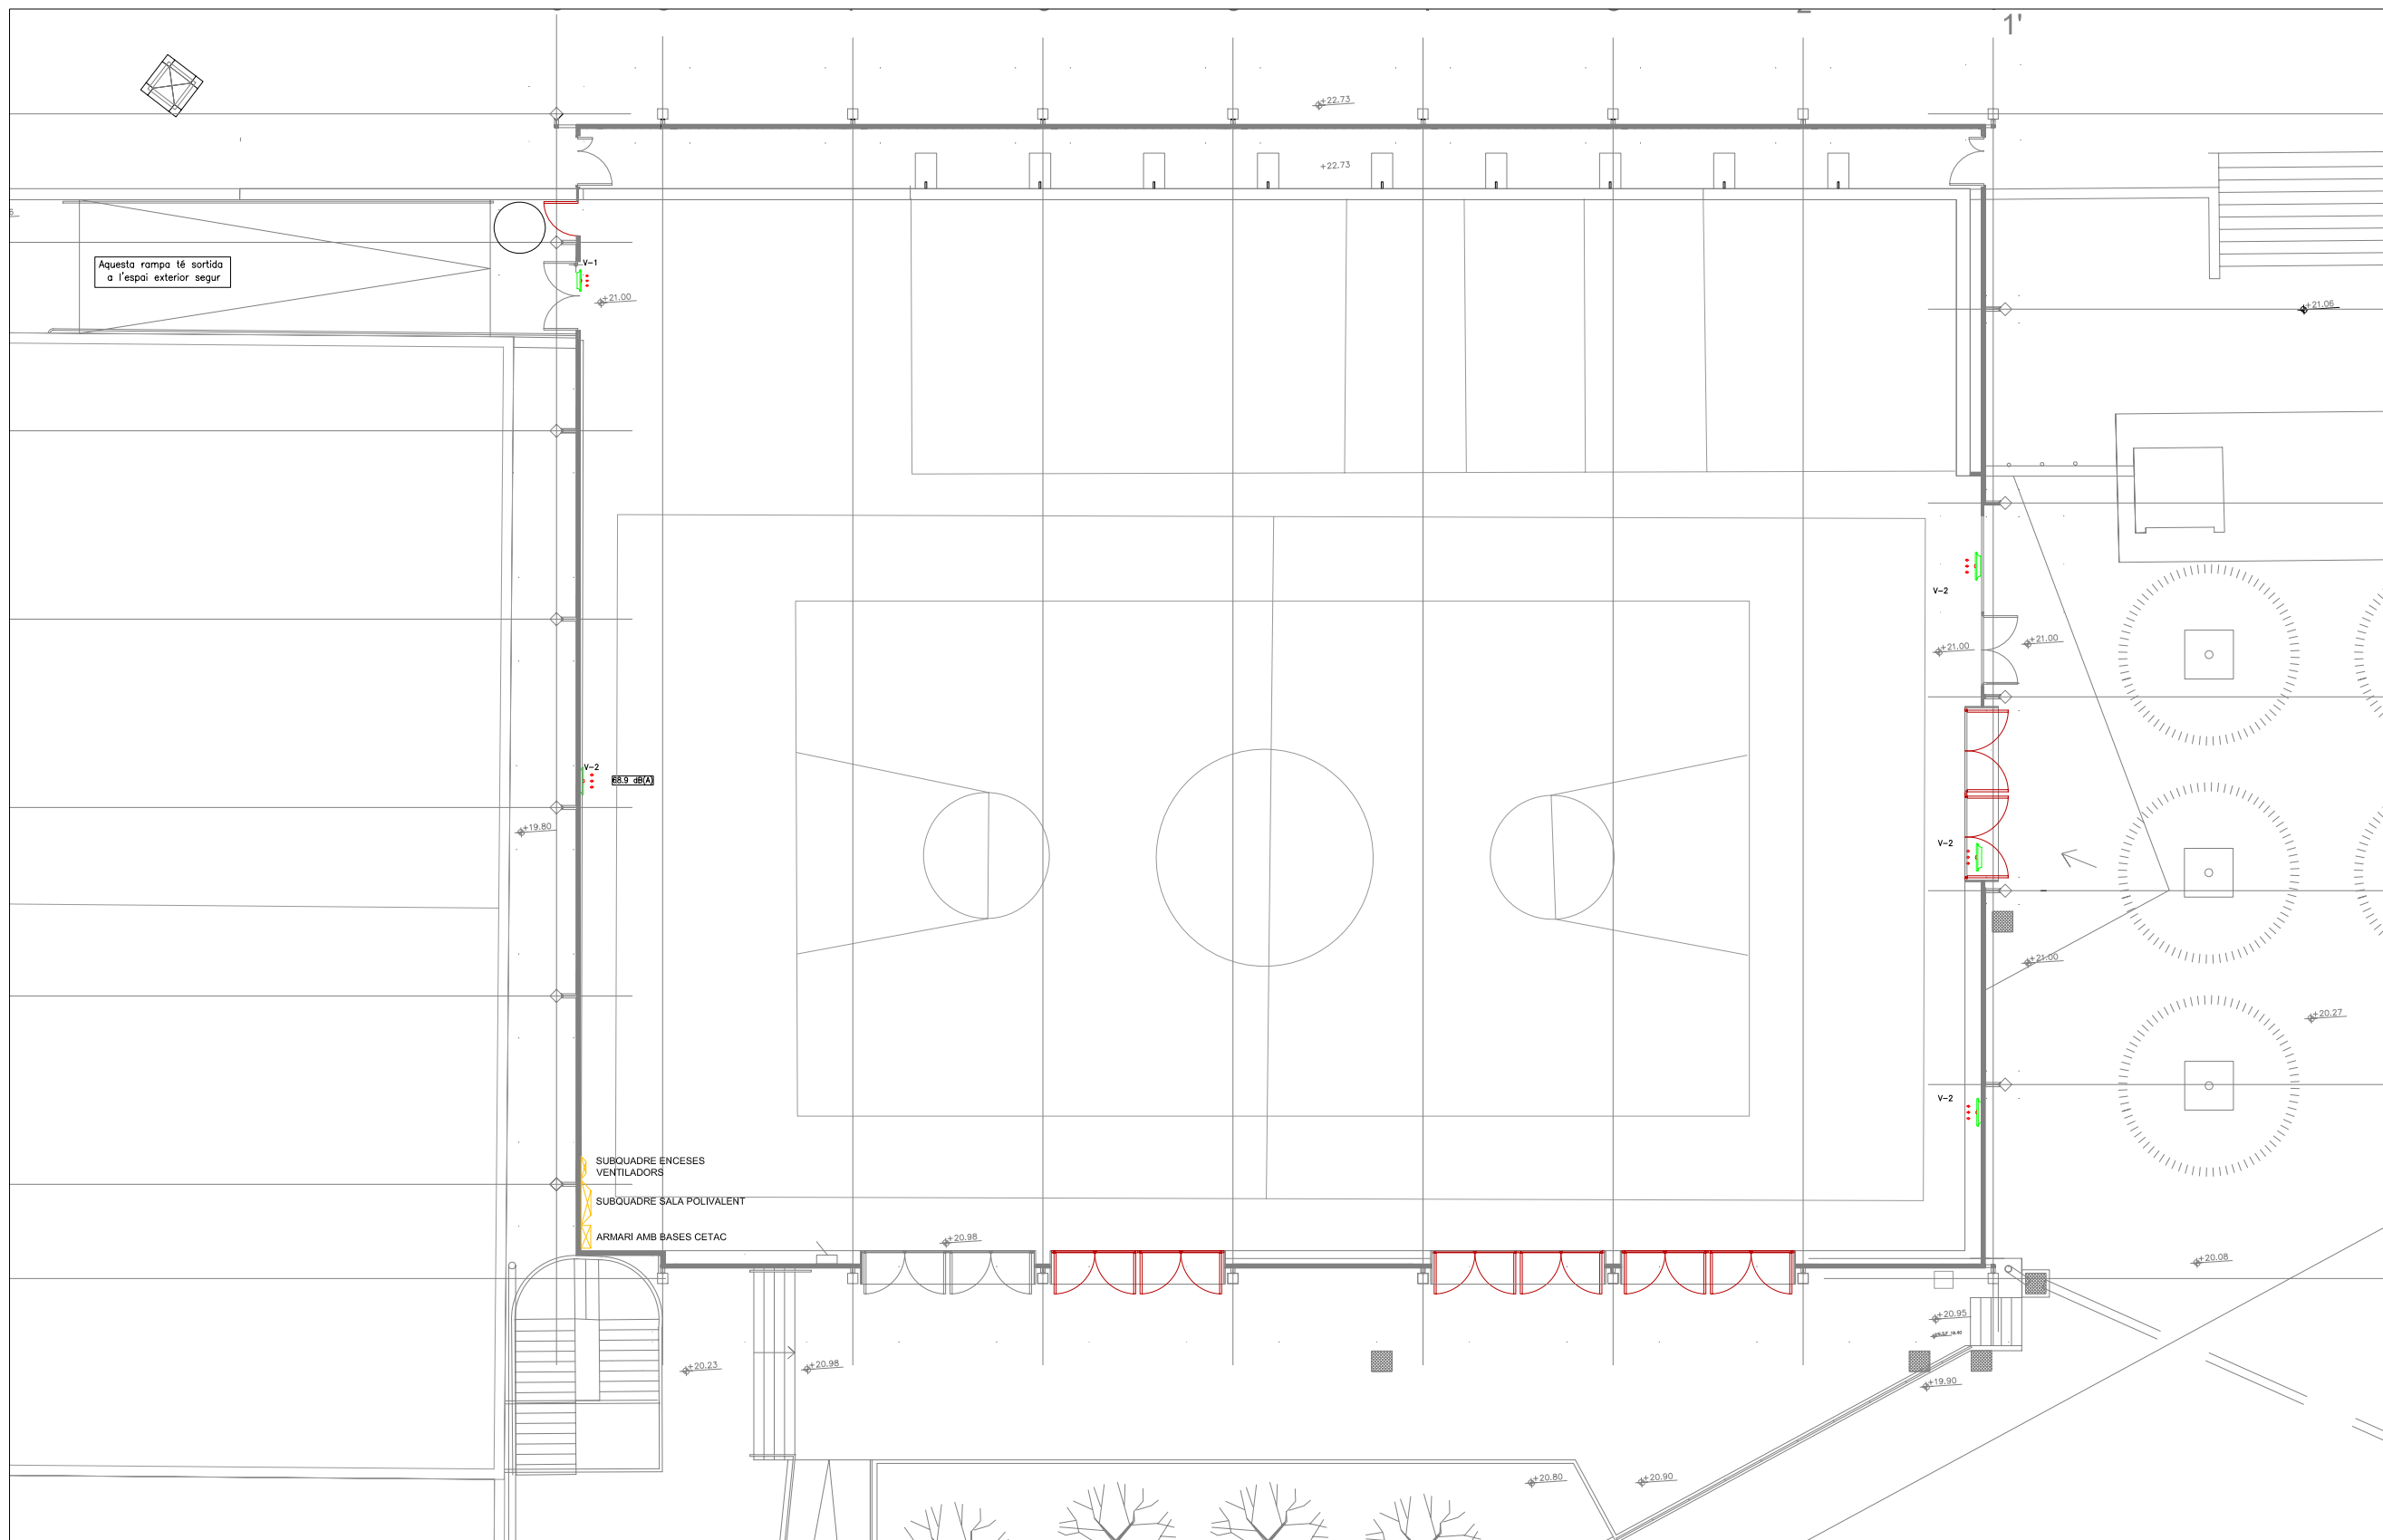 1'
+22.73
+22.73
Aquesta rampa té sortida
a l'espai exterior segur
V-1
+21.00
+21.06
V-2
+21.00
+21.00
V-2
68.9 dB(A)
+19.80
V-2
+21.00
+20.27
V-2
SUBQUADRE ENCESES
VENTILADORS
SUBQUADRE SALA POLIVALENT
ARMARI AMB BASES CETAC
+20.98
+20.08
+20.95
+20.23
+20.98
+19.90
+20.80
+20.90